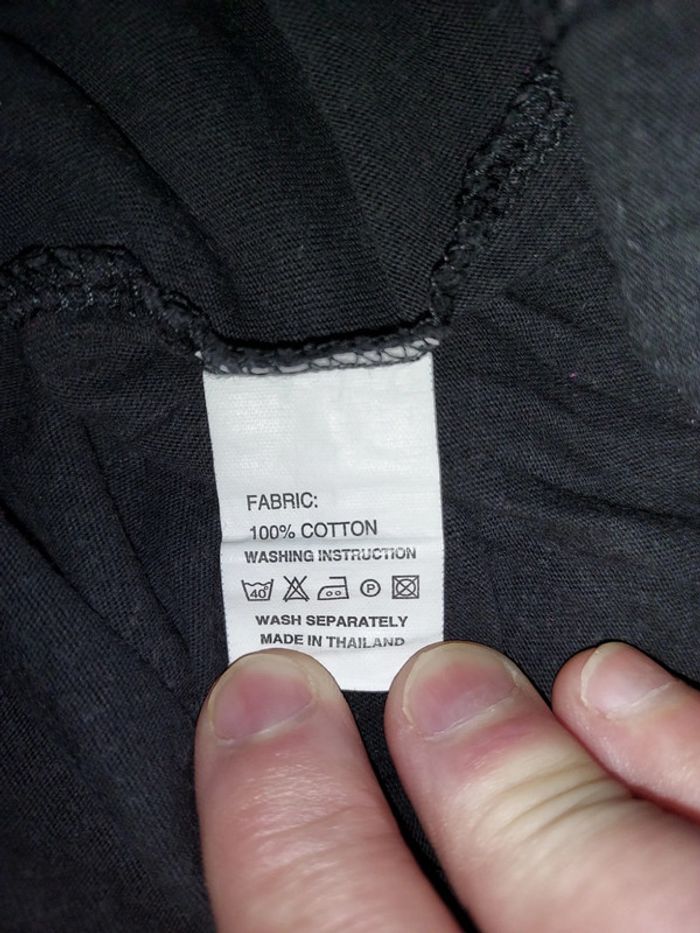 FABRIC:
100% COTTON
WASHING INSTRUCTION
40 P
WASH SEPARATELY
MADE IN THAILAND